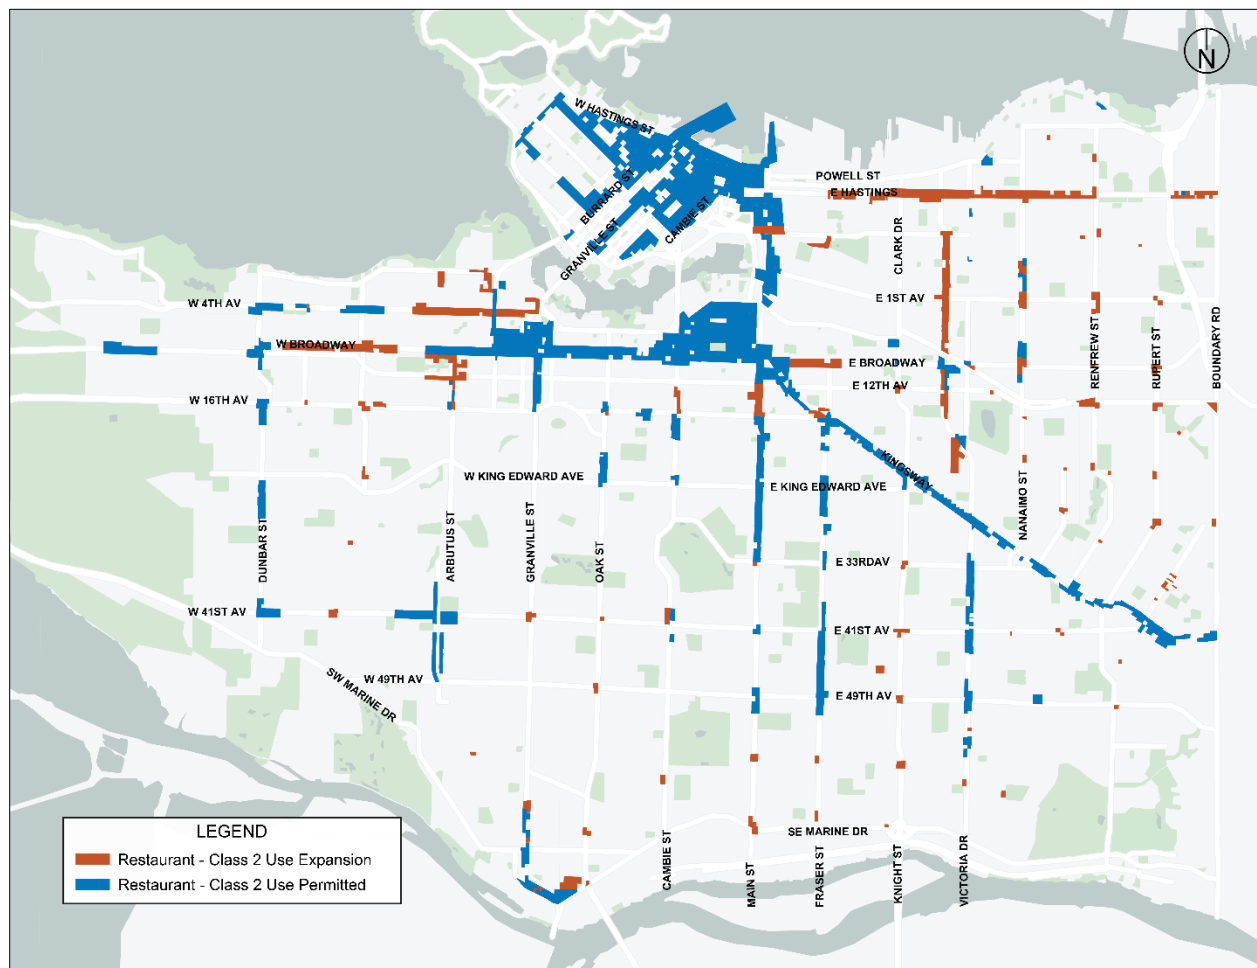 N
W HASTINGS ST
POWELL ST
E HASTINGS
BURRARD ST
CAMBIE ST
GRANVILLE ST
CLARK DR
W 4TH AV
E 1ST AV
W BROADWAY
E BROADWAY
RENFREW ST
RUPERT ST
BOUNDARY RD
E 12TH AV
W 16TH AV
KINGSWAY
W KING EDWARD AVE
E KING EDWARD AVE
NANAIMO ST
DUNBAR ST
ARBUTUS ST
GRANVILLE ST
OAK ST
E 33RDAV
W 41ST AV
E 41ST AV
W 49TH AV
E 49TH AV
SW MARINE DR
LEGEND
Restaurant - Class 2 Use Expansion
Restaurant - Class 2 Use Permitted
SE MARINE DR
CAMBIE ST
MAIN ST
FRASER ST
KNIGHT ST
VICTORIA DR